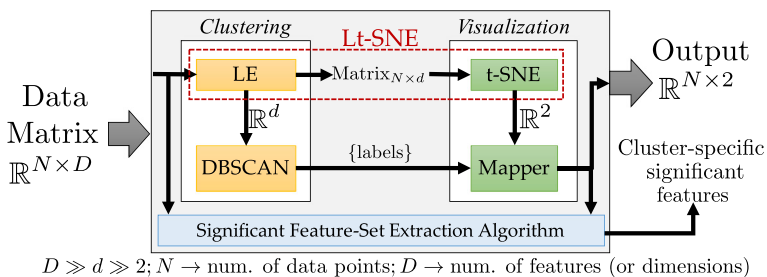 Clustering
Visualization
Lt-SNE
LE
Matrix_{N×d}
t-SNE
Data
Matrix
ℝ^{N×D}
ℝ^d
ℝ^2
Output
ℝ^{N×2}
DBSCAN
{labels}
Mapper
Cluster-specific
significant
features
Significant Feature-Set Extraction Algorithm
D ≫ d ≫ 2; N → num. of data points; D → num. of features (or dimensions)